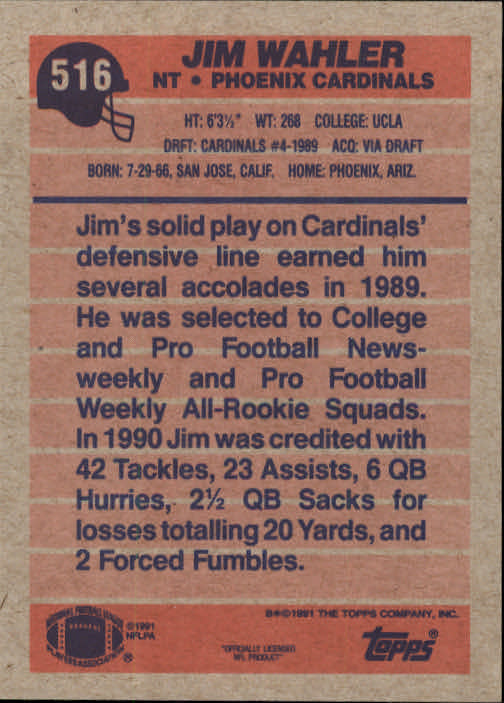 516
JIM WAHLER
NT • PHOENIX CARDINALS
HT: 6'3½" WT: 268 COLLEGE: UCLA
DRFT: CARDINALS #4-1989 ACQ: VIA DRAFT
BORN: 7-29-66, SAN JOSE, CALIF. HOME: PHOENIX, ARIZ.
Jim's solid play on Cardinals'
defensive line earned him
several accolades in 1989.
He was selected to College
and Pro Football News-
weekly and Pro Football
Weekly All-Rookie Squads.
In 1990 Jim was credited with
42 Tackles, 23 Assists, 6 QB
Hurries, 2½ QB Sacks for
losses totalling 20 Yards, and
2 Forced Fumbles.
NATIONAL FOOTBALL LEAGUE
PLAYERS ASSOCIATION
®
©1991
NFLPA
"OFFICIALLY LICENSED
NFL PRODUCT"
©1991 THE TOPPS COMPANY, INC.
Topps®